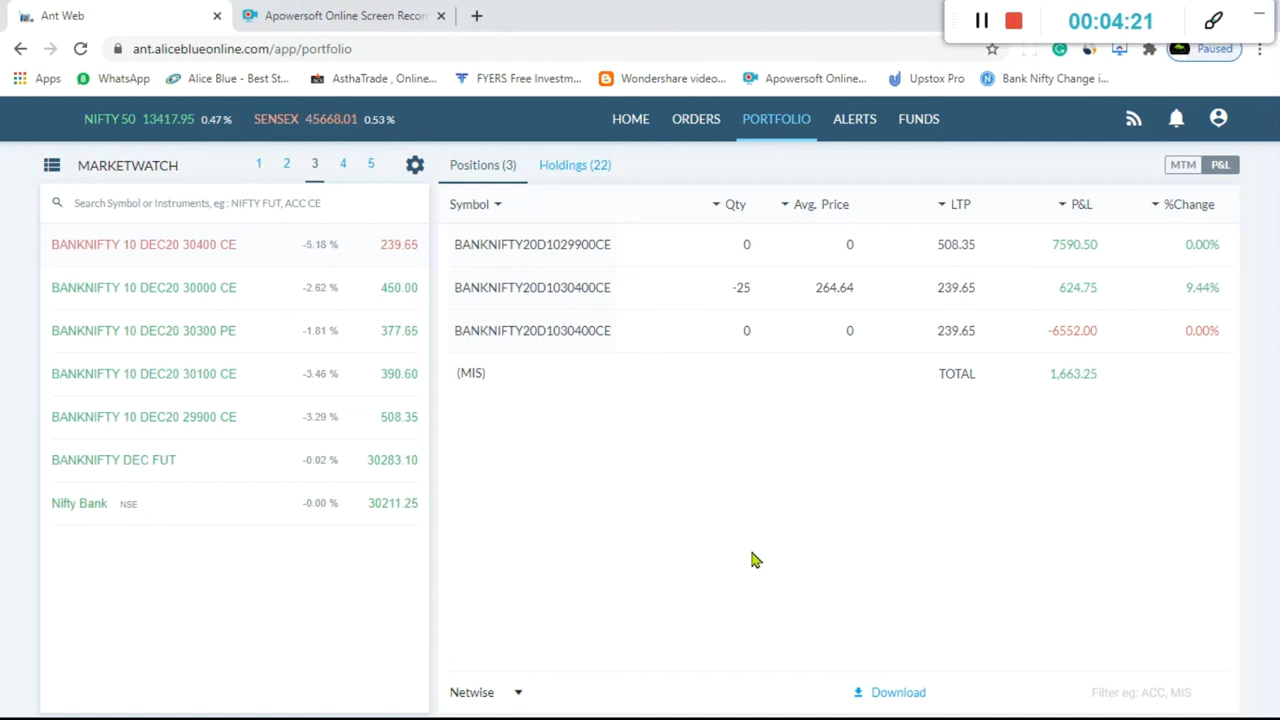 Ant Web
Apowersoft Online Screen Recor
00:04:21
ant.aliceblueonline.com/app/portfolio
Paused
Apps
WhatsApp
Alice Blue - Best St...
AsthaTrade , Online...
FYERS Free Investm...
Wondershare video...
Apowersoft Online...
Upstox Pro
Bank Nifty Change i...
NIFTY 50 13417.95 0.47 %
SENSEX 45668.01 0.53 %
HOME
ORDERS
PORTFOLIO
ALERTS
FUNDS
MARKETWATCH
1 2 3 4 5
Positions (3)
Holdings (22)
MTM P&L
Search Symbol or Instruments, eg : NIFTY FUT, ACC CE
Symbol Qty Avg. Price LTP P&L %Change
BANKNIFTY 10 DEC20 30400 CE -5.18 % 239.65
BANKNIFTY20D1029900CE 0 0 508.35 7590.50 0.00%
BANKNIFTY 10 DEC20 30000 CE -2.62 % 450.00
BANKNIFTY20D1030400CE -25 264.64 239.65 624.75 9.44%
BANKNIFTY 10 DEC20 30300 PE -1.81 % 377.65
BANKNIFTY20D1030400CE 0 0 239.65 -6552.00 0.00%
BANKNIFTY 10 DEC20 30100 CE -3.46 % 390.60
(MIS) TOTAL 1,663.25
BANKNIFTY 10 DEC20 29900 CE -3.29 % 508.35
BANKNIFTY DEC FUT -0.02 % 30283.10
Nifty Bank NSE -0.00 % 30211.25
Netwise
Download
Filter eg: ACC, MIS